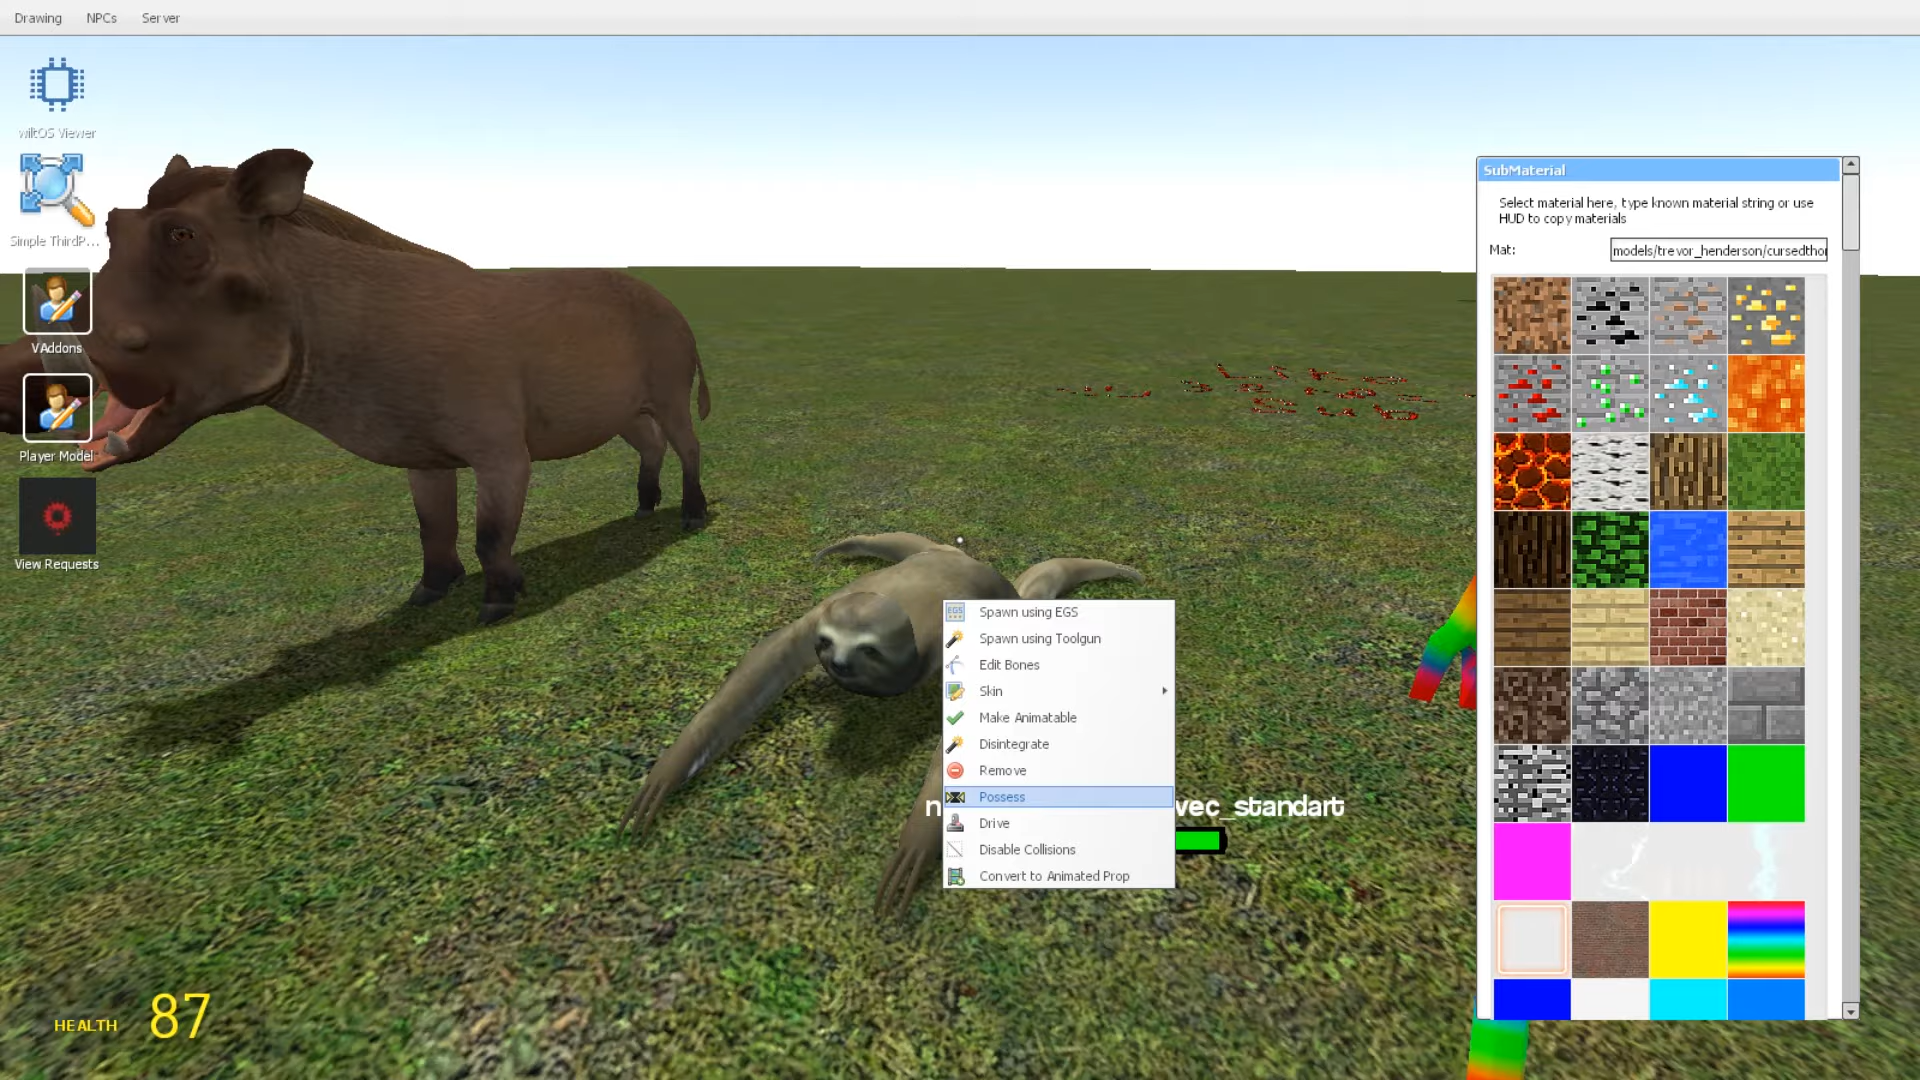 Drawing NPCs Server
wiltOS Viewer
Simple ThirdP...
VAddons
Player Model
View Requests
SubMaterial
Select material here, type known material string or use
HUD to copy materials
Mat: models/trevor_henderson/cursedtho
EGS Spawn using EGS
Spawn using Toolgun
Edit Bones
Skin
Make Animatable
Disintegrate
Remove
Possess
n vec_standart
Drive
Disable Collisions
Convert to Animated Prop
HEALTH 87